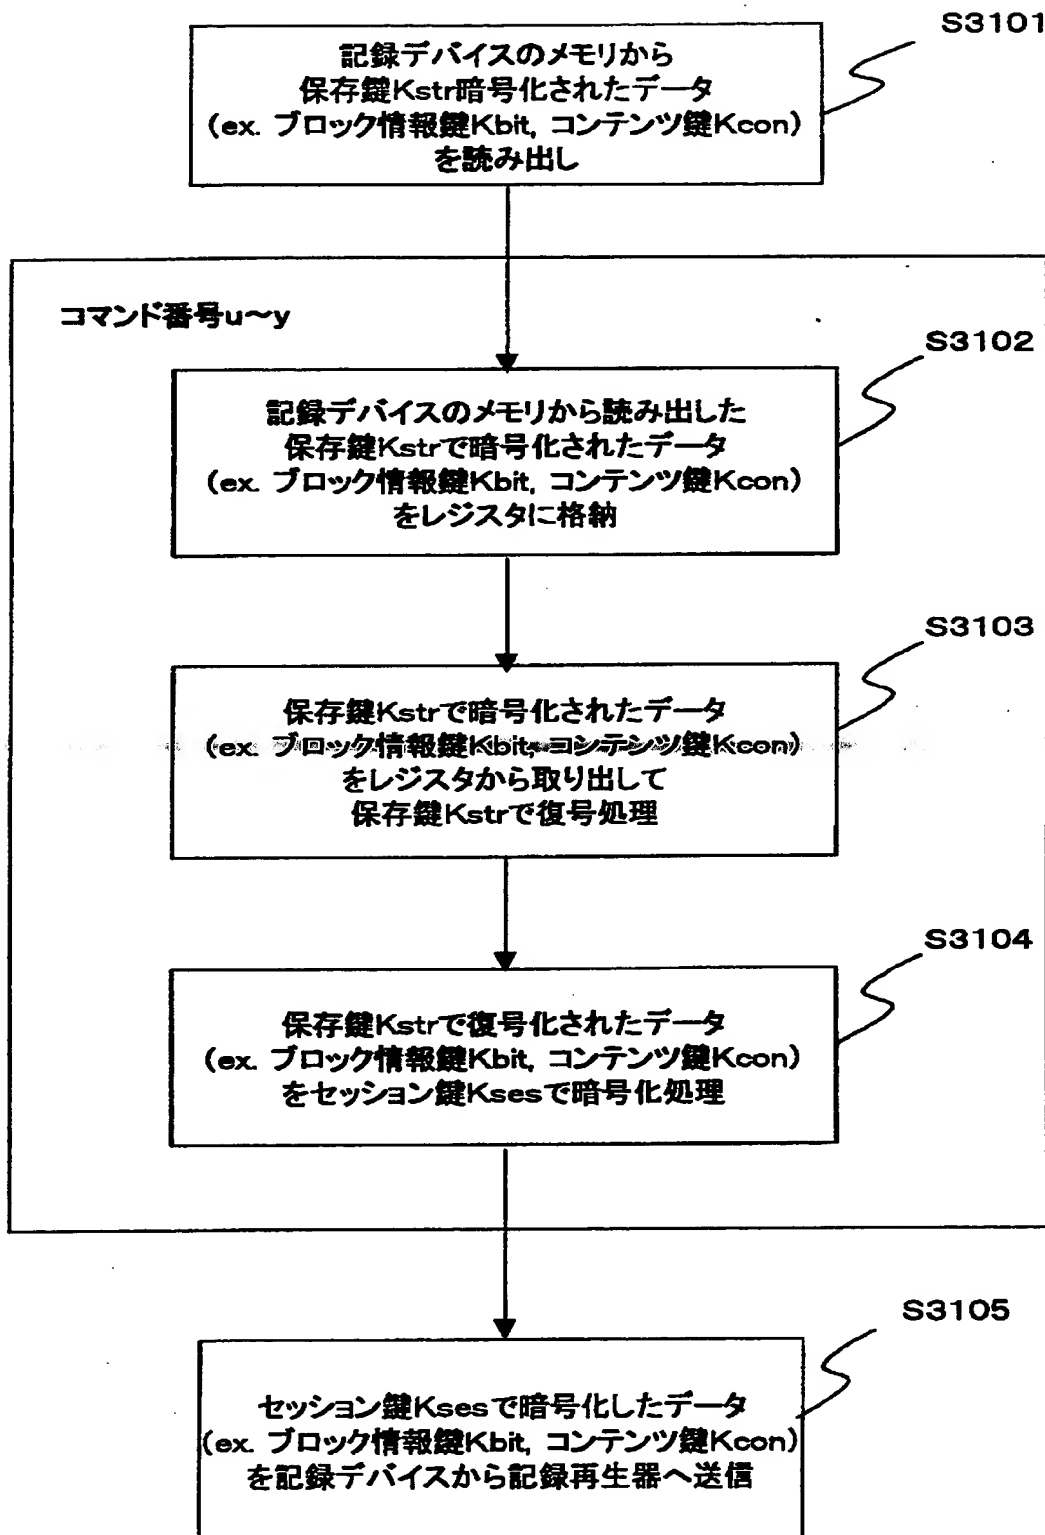 S3101
記録デバイスのメモリから
保存鍵Kstr暗号化されたデータ
(ex. ブロック情報鍵Kbit, コンテンツ鍵Kcon)
を読み出し
コマンド番号u〜y
S3102
記録デバイスのメモリから読み出した
保存鍵Kstrで暗号化されたデータ
(ex. ブロック情報鍵Kbit, コンテンツ鍵Kcon)
をレジスタに格納
S3103
保存鍵Kstrで暗号化されたデータ
(ex. ブロック情報鍵Kbit, コンテンツ鍵Kcon)
をレジスタから取り出して
保存鍵Kstrで復号処理
S3104
保存鍵Kstrで復号化されたデータ
(ex. ブロック情報鍵Kbit, コンテンツ鍵Kcon)
をセッション鍵Ksesで暗号化処理
S3105
セッション鍵Ksesで暗号化したデータ
(ex. ブロック情報鍵Kbit, コンテンツ鍵Kcon)
を記録デバイスから記録再生器へ送信